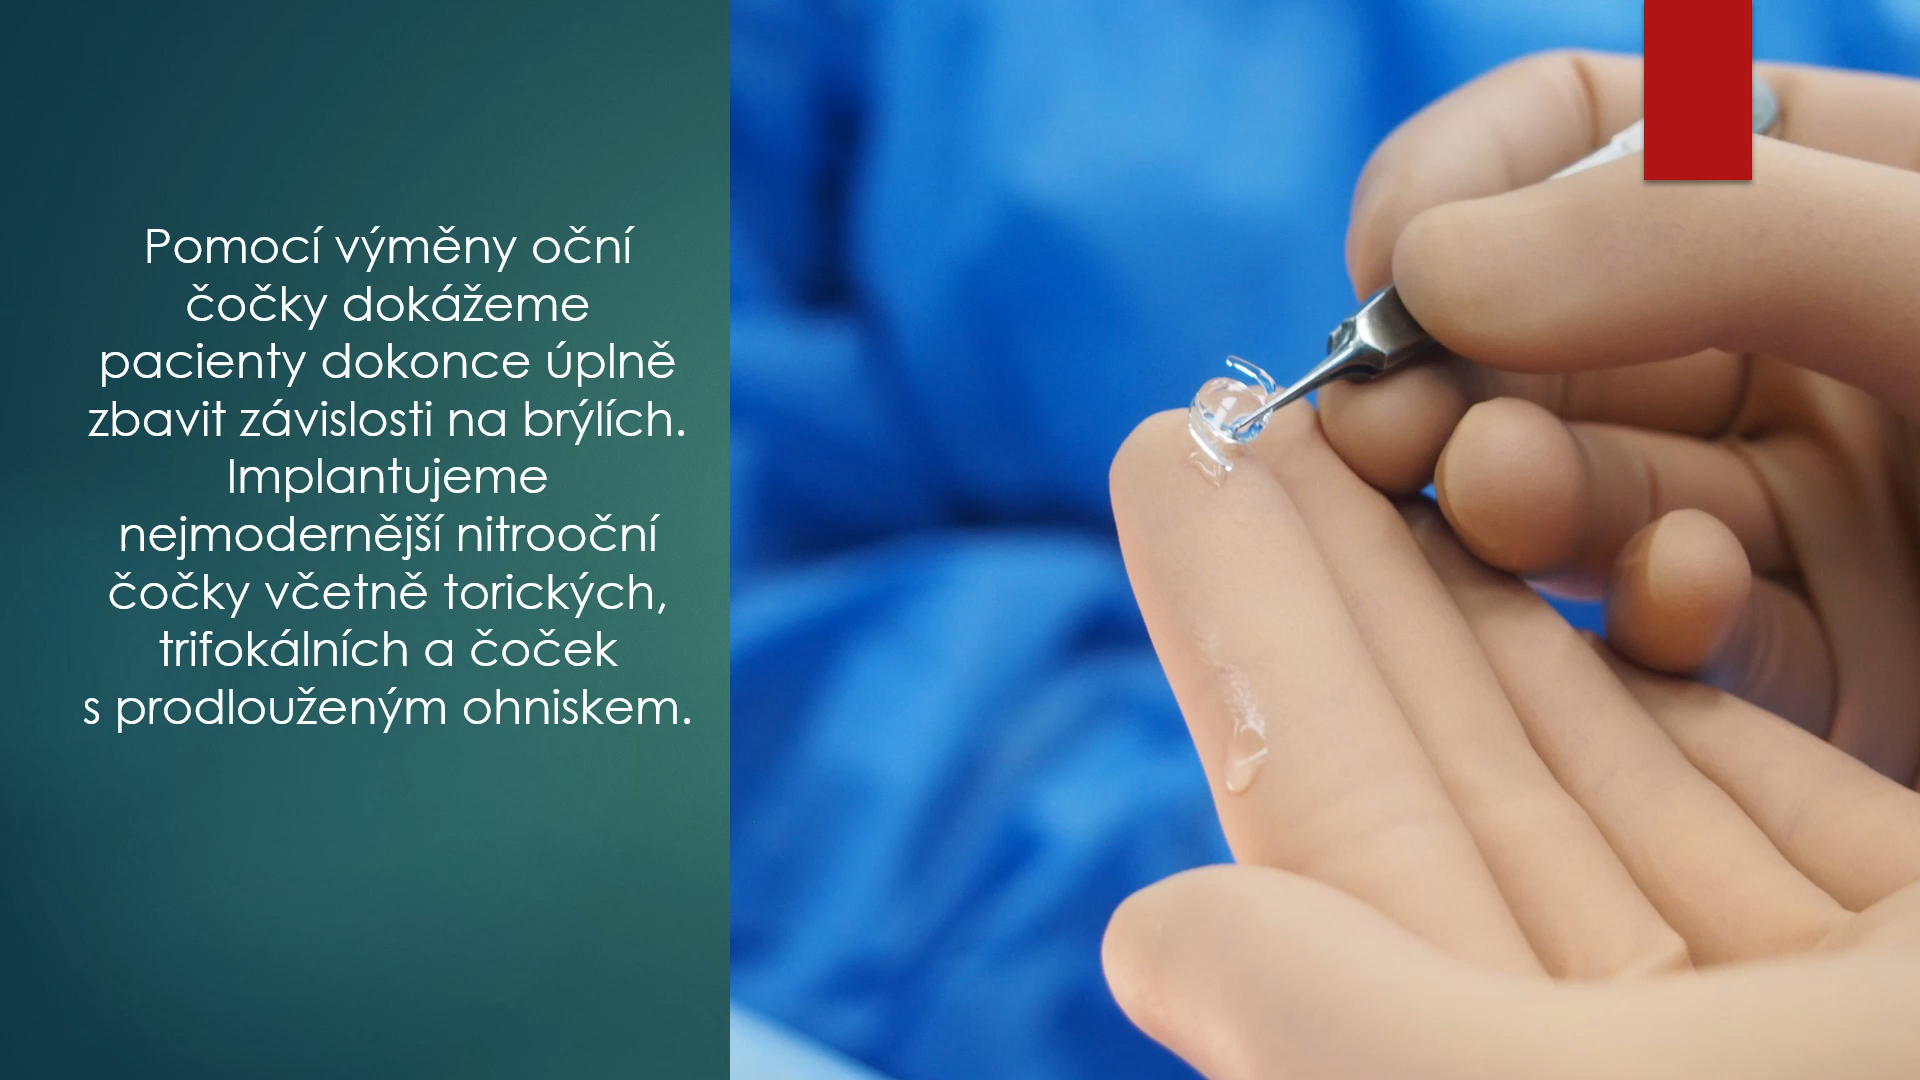 Pomocí výměny oční
čočky dokážeme
pacienty dokonce úplně
zbavit závislosti na brýlích.
Implantujeme
nejmodernější nitrooční
čočky včetně torických,
trifokálních a čoček
s prodlouženým ohniskem.